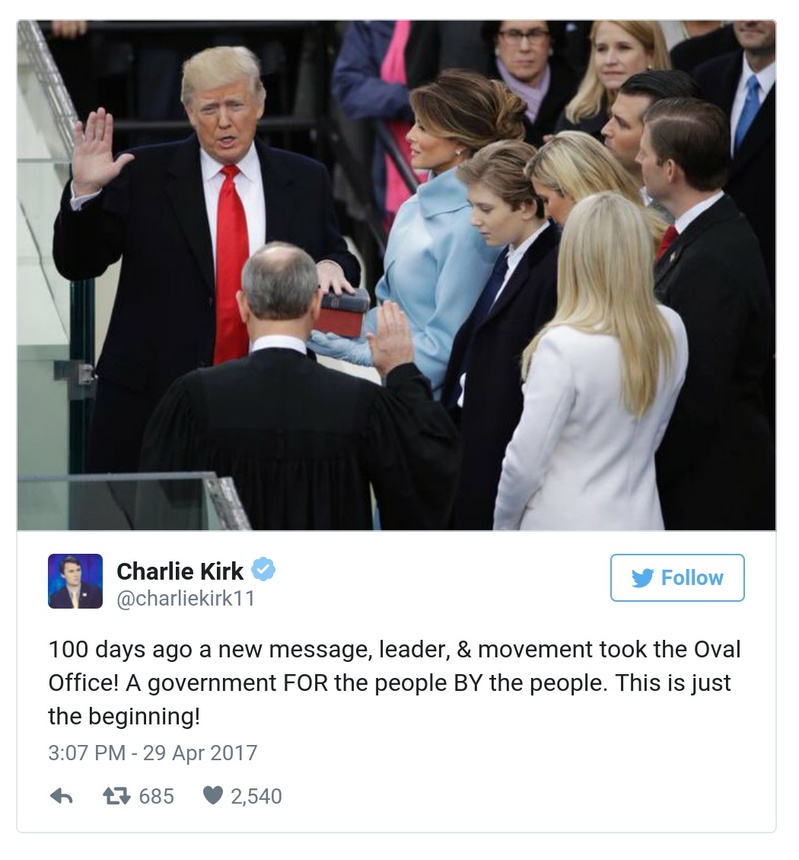 Charlie Kirk
@charliekirk11
Follow
100 days ago a new message, leader, & movement took the Oval
Office! A government FOR the people BY the people. This is just
the beginning!
3:07 PM - 29 Apr 2017
685 2,540